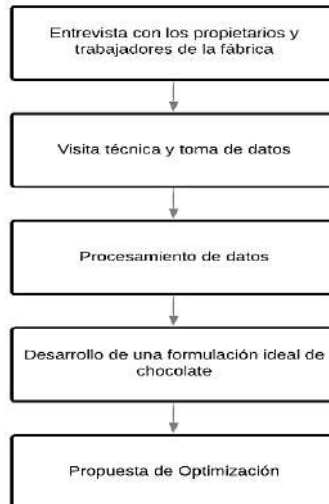 Entrevista con los propietarios y
trabajadores de la fábrica
Visita técnica y toma de datos
Procesamiento de datos
Desarrollo de una formulación ideal de
chocolate
Propuesta de Optimización